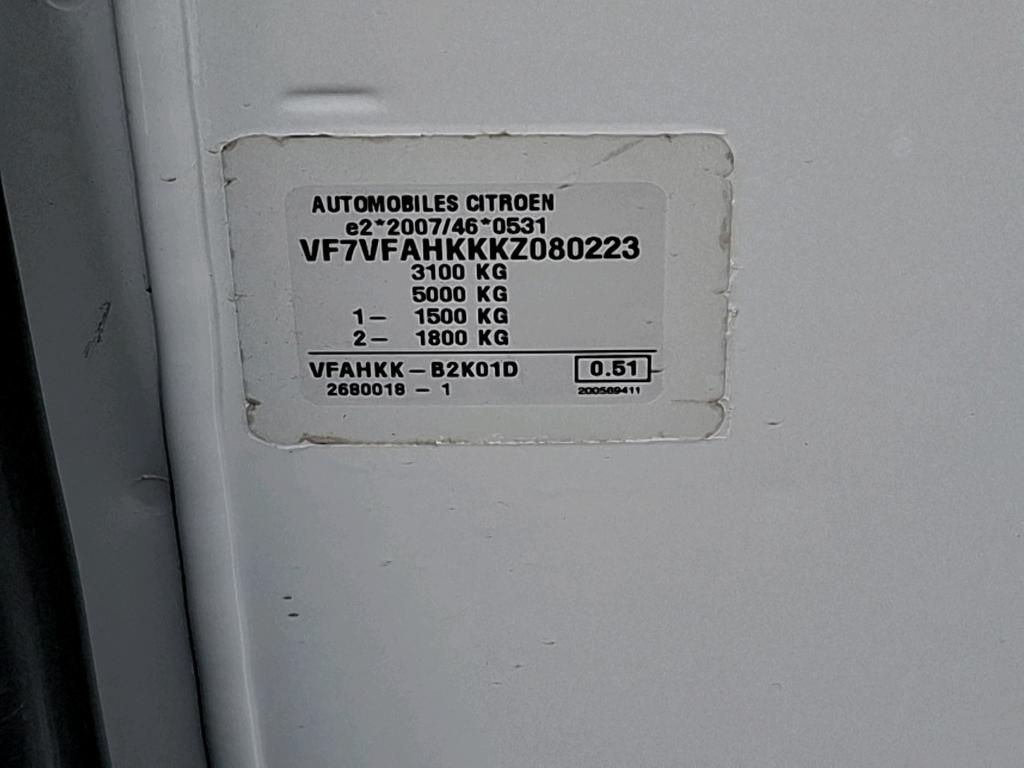 AUTOMOBILES CITROEN
e2*2007/46*0531
VF7VFAHKKKZ080223
3100 KG
5000 KG
1- 1500 KG
2- 1800 KG
VFAHKK - B2K01D 0.51
2680018 - 1 200569411